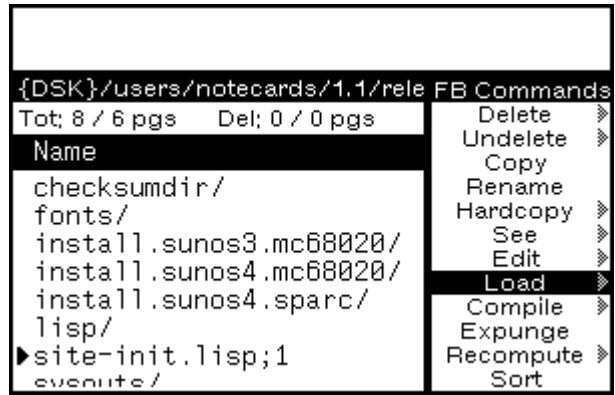 {DSK}/users/notecards/1.1/rele
Tot: 8 / 6 pgs Del: 0 / 0 pgs
Name
checksumdir/
fonts/
install.sunos3.mc68020/
install.sunos4.mc68020/
install.sunos4.sparc/
lisp/
site-init.lisp;1
FB Commands
Delete
Undelete
Copy
Rename
Hardcopy
See
Edit
Load
Compile
Expunge
Recompute
Sort